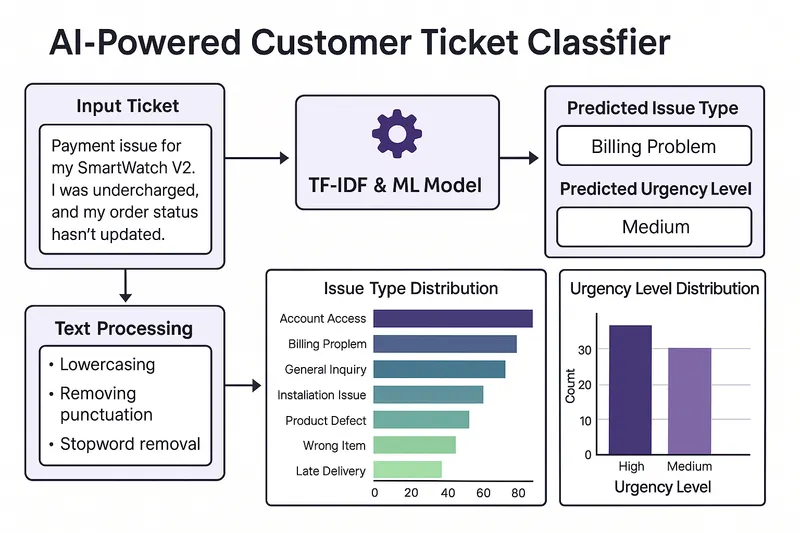 AI-Powered Customer Ticket Classifier
Input Ticket
Payment issue for
my SmartWatch V2.
I was undercharged,
and my order status
hasn't updated.
TF-IDF & ML Model
Predicted Issue Type
Billing Problem
Predicted Urgency Level
Medium
Text Processing
• Lowercasing
• Removing
punctuation
• Stopword removal
Issue Type Distribution
Account Access
Billing Proplem
General Inquiry
Instaliation Issue
Product Defect
Wrong Item
Late Delivery
0 20 40 60 80
Urgency Level Distribution
Count
30
20
10
0
High Medium
Urgency Level